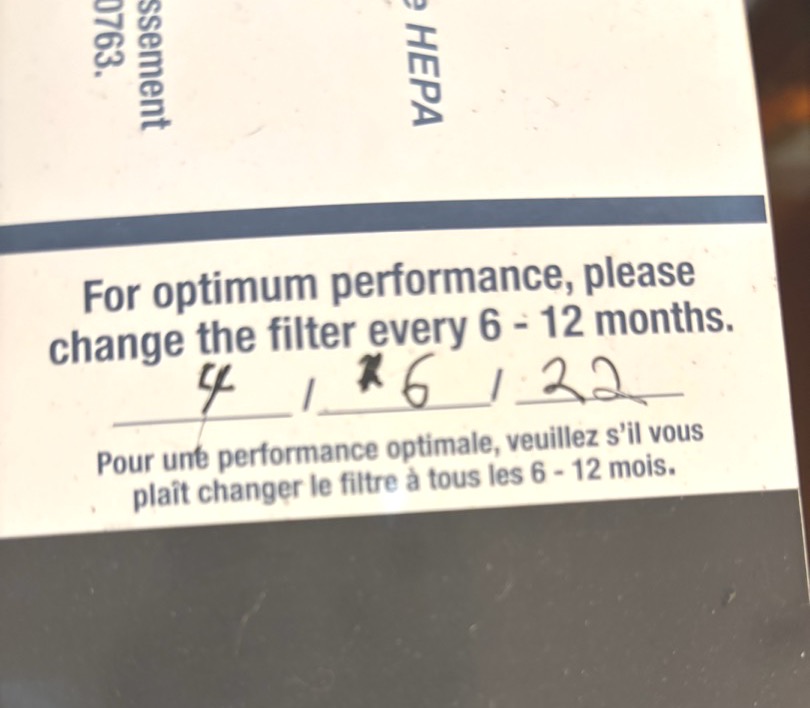 ssement
0763.
HEPA
For optimum performance, please
change the filter every 6 - 12 months.
4 / 6 / 22
Pour une performance optimale, veuillez s'il vous
plaît changer le filtre à tous les 6 - 12 mois.